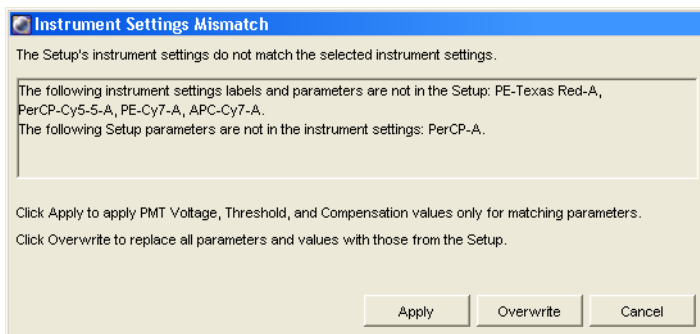 Instrument Settings Mismatch
The Setup's instrument settings do not match the selected instrument settings.
The following instrument settings labels and parameters are not in the Setup: PE-Texas Red-A,
PerCP-Cy5-5-A, PE-Cy7-A, APC-Cy7-A.
The following Setup parameters are not in the instrument settings: PerCP-A.
Click Apply to apply PMT Voltage, Threshold, and Compensation values only for matching parameters.
Click Overwrite to replace all parameters and values with those from the Setup.
Apply Overwrite Cancel